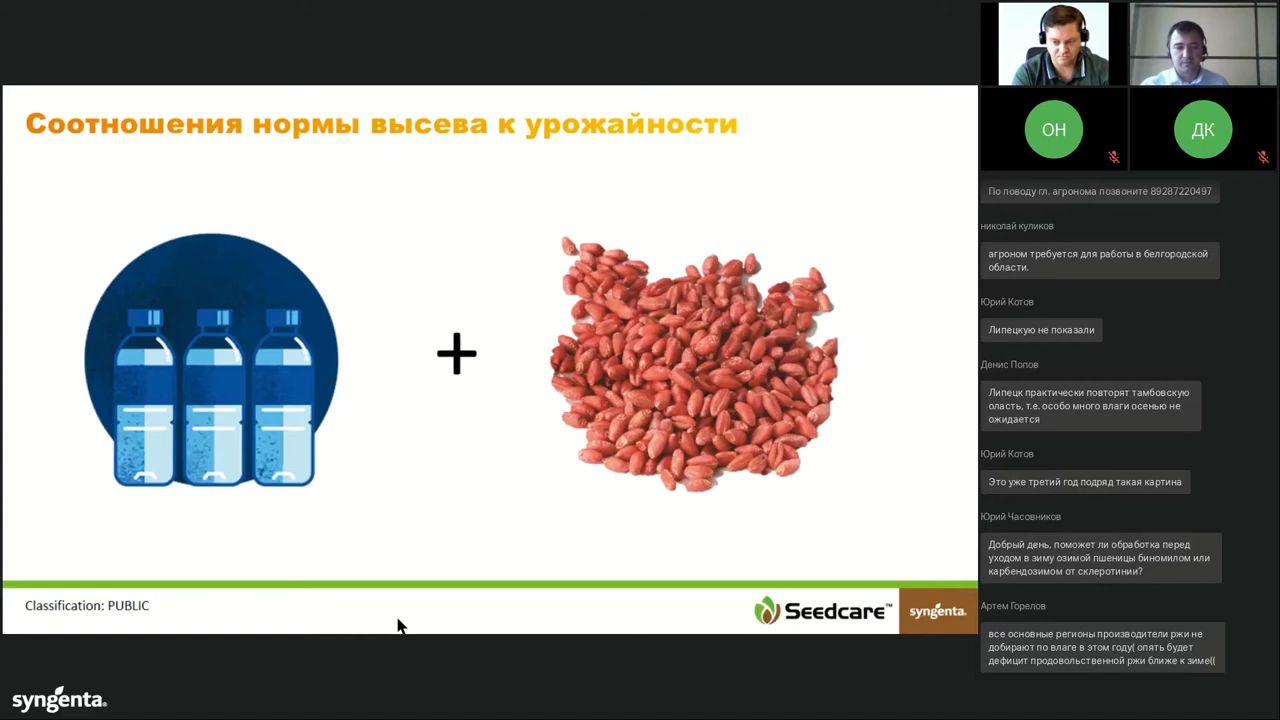 Соотношения нормы высева к урожайности
+
Classification: PUBLIC
Seedcare™
syngenta
syngenta
ОН
ДК
По поводу гл. агронома позвоните 89287220497
николай куликов
агроном требуется для работы в белгородской
области.
Юрий Котов
Липецкую не показали
Денис Попов
Липецк практически повторят тамбовскую
оласть, т.е. особо много влаги осенью не
ожидается
Юрий Котов
Это уже третий год подряд такая картина
Юрий Часовников
Добрый день, поможет ли обработка перед
уходом в зиму озимой пшеницы биномилом или
карбендозимом от склеротинии?
Артем Горелов
все основные регионы производители ржи не
добирают по влаге в этом году( опять будет
дефицит продовольственной ржи ближе к зиме((